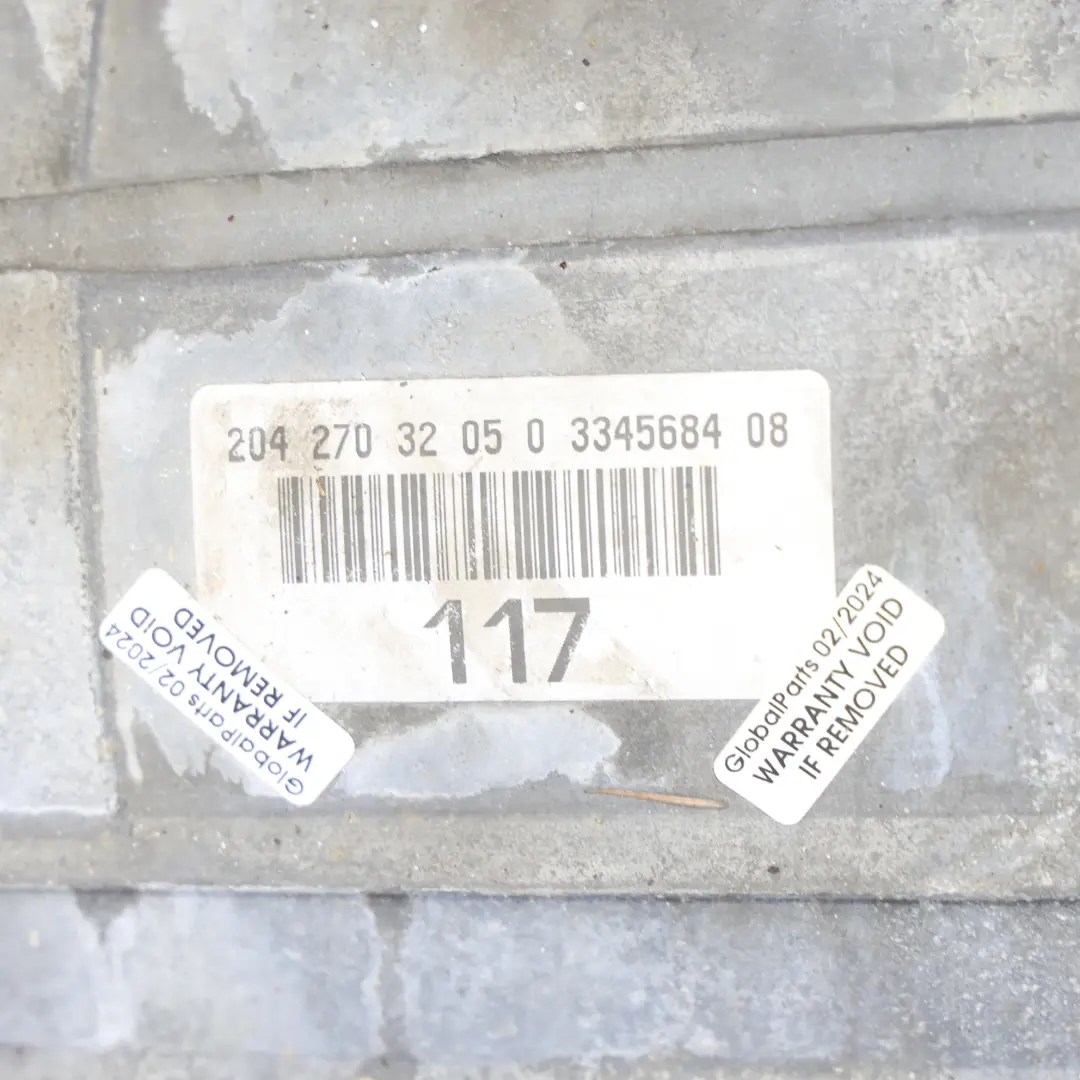 204 270 32 05 0 3345684 08
117
GlobalParts 02/2024
WARRANTY VOID
IF REMOVED
GlobalParts 02/2024
WARRANTY VOID
IF REMOVED